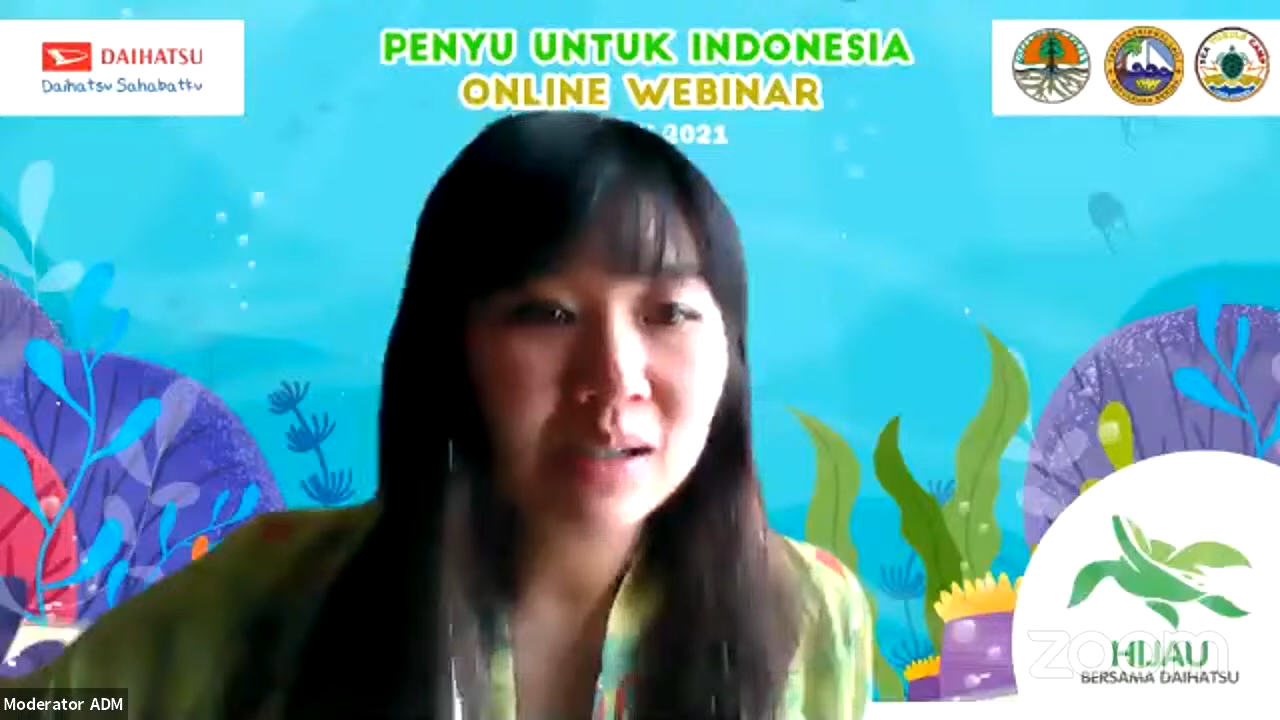 DAIHATSU
Daihatsu Sahabatku
PENYU UNTUK INDONESIA
ONLINE WEBINAR
2021
zoom
HIJAU
BERSAMA DAIHATSU
Moderator ADM